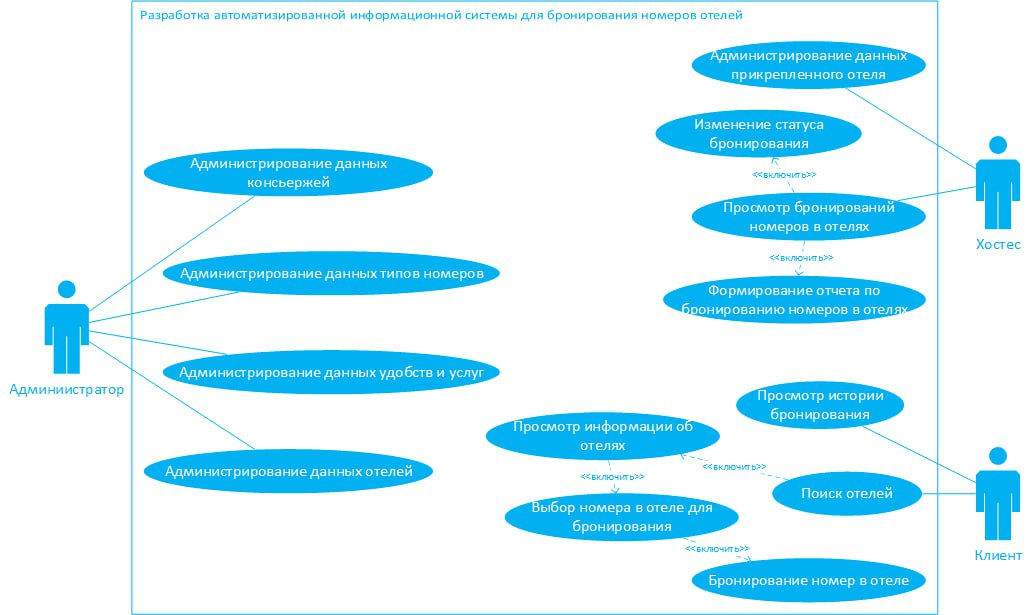 Разработка автоматизированной информационной системы для бронирования номеров отелей
Администрирование данных
прикрепленного отеля
Изменение статуса
бронирования
<<включить>>
Просмотр бронирований
номеров в отелях
<<включить>>
Формирование отчета по
бронированию номеров в отелях
Хостес
Администрирование данных
консьержей
Администрирование данных типов номеров
Администрирование данных удобств и услуг
Администрирование данных отелей
Админиистратор
Просмотр истории
бронирования
Просмотр информации об
отелях
<<включить>>
<<включить>>
Поиск отелей
Выбор номера в отеле для
бронирования
<<включить>>
Бронирование номер в отеле
Клиент